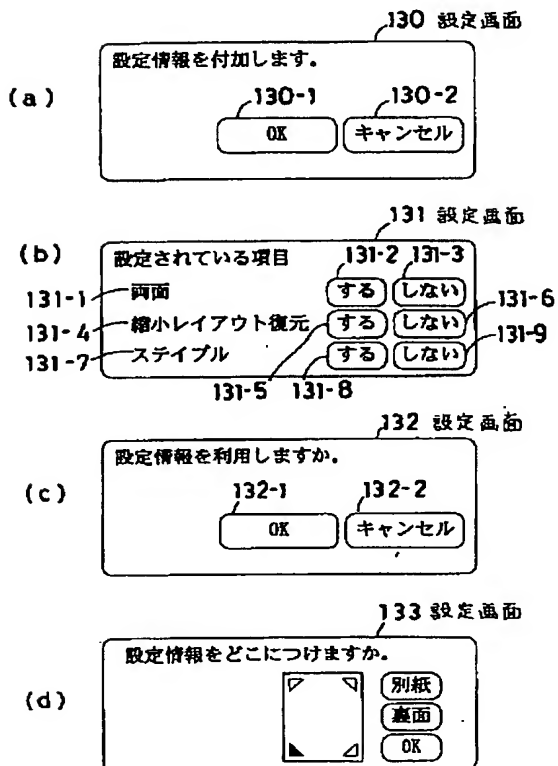 130 設定画面
(a)
設定情報を付加します。
130-1 130-2
OK キャンセル
131 設定画面
(b)
設定されている項目 131-2 131-3
131-1 両面 する しない 131-6
131-4 縮小レイアウト復元 する しない
131-7 ステイプル する しない 131-9
131-5 131-8
132 設定画面
(c)
設定情報を利用しますか。
132-1 132-2
OK キャンセル
133 設定画面
(d)
設定情報をどこにつけますか。
別紙
裏面
OK